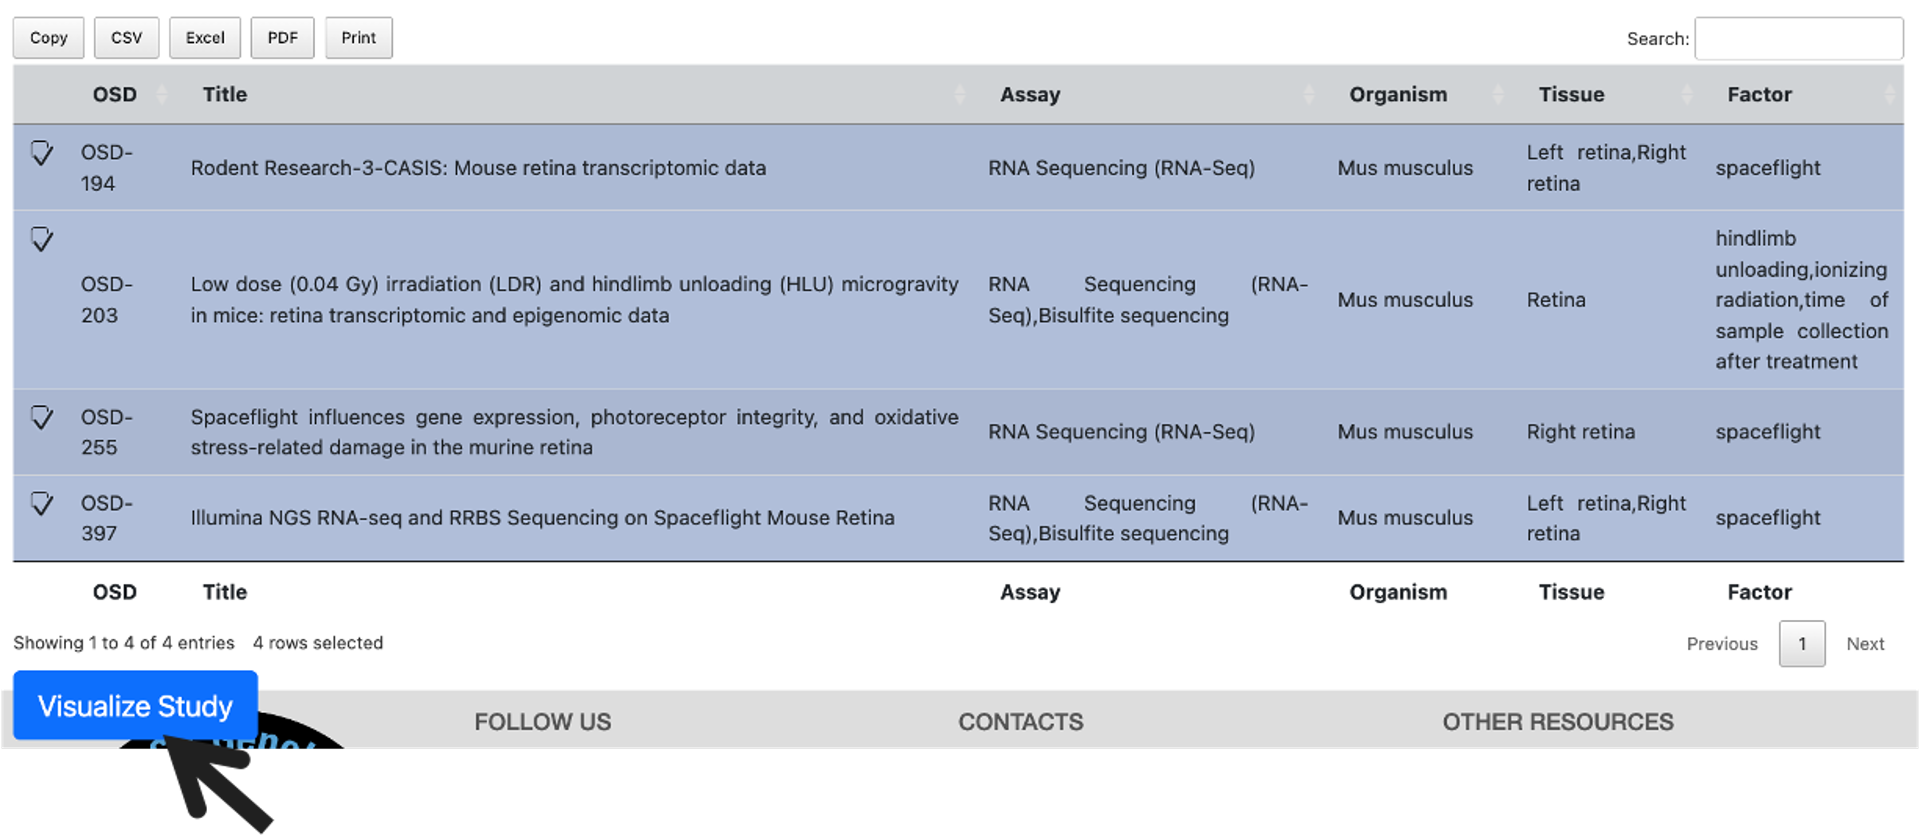 Copy CSV Excel PDF Print Search:
OSD Title Assay Organism Tissue Factor
OSD-
194
Rodent Research-3-CASIS: Mouse retina transcriptomic data
RNA Sequencing (RNA-Seq)
Mus musculus
Left retina,Right
retina
spaceflight
OSD-
203
Low dose (0.04 Gy) irradiation (LDR) and hindlimb unloading (HLU) microgravity
in mice: retina transcriptomic and epigenomic data
RNA Sequencing (RNA-
Seq),Bisulfite sequencing
Mus musculus
Retina
hindlimb
unloading,ionizing
radiation,time of
sample collection
after treatment
OSD-
255
Spaceflight influences gene expression, photoreceptor integrity, and oxidative
stress-related damage in the murine retina
RNA Sequencing (RNA-Seq)
Mus musculus
Right retina
spaceflight
OSD-
397
Illumina NGS RNA-seq and RRBS Sequencing on Spaceflight Mouse Retina
RNA Sequencing (RNA-
Seq),Bisulfite sequencing
Mus musculus
Left retina,Right
retina
spaceflight
OSD Title Assay Organism Tissue Factor
Showing 1 to 4 of 4 entries 4 rows selected
Previous 1 Next
Visualize Study
FOLLOW US CONTACTS OTHER RESOURCES